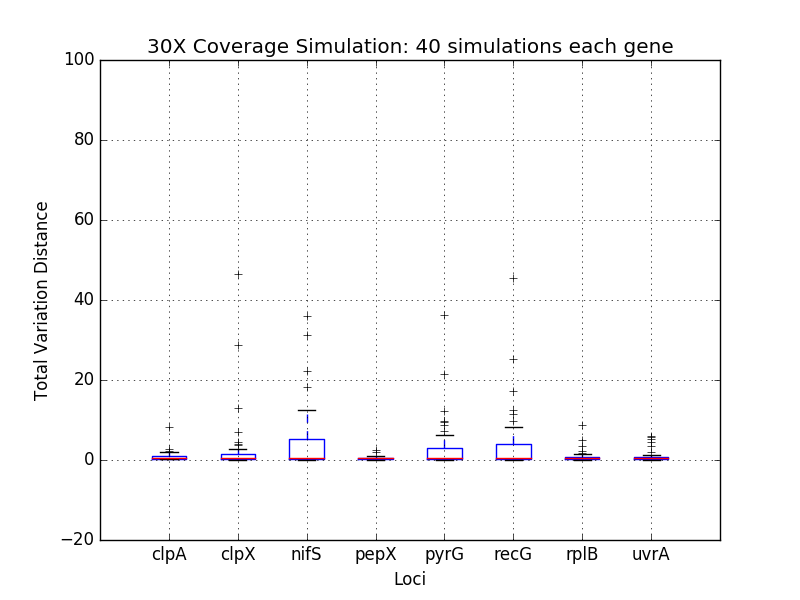 30X Coverage Simulation: 40 simulations each gene
100
80
60
40
20
0
−20
Total Variation Distance
clpA clpX nifS pepX pyrG recG rplB uvrA
Loci